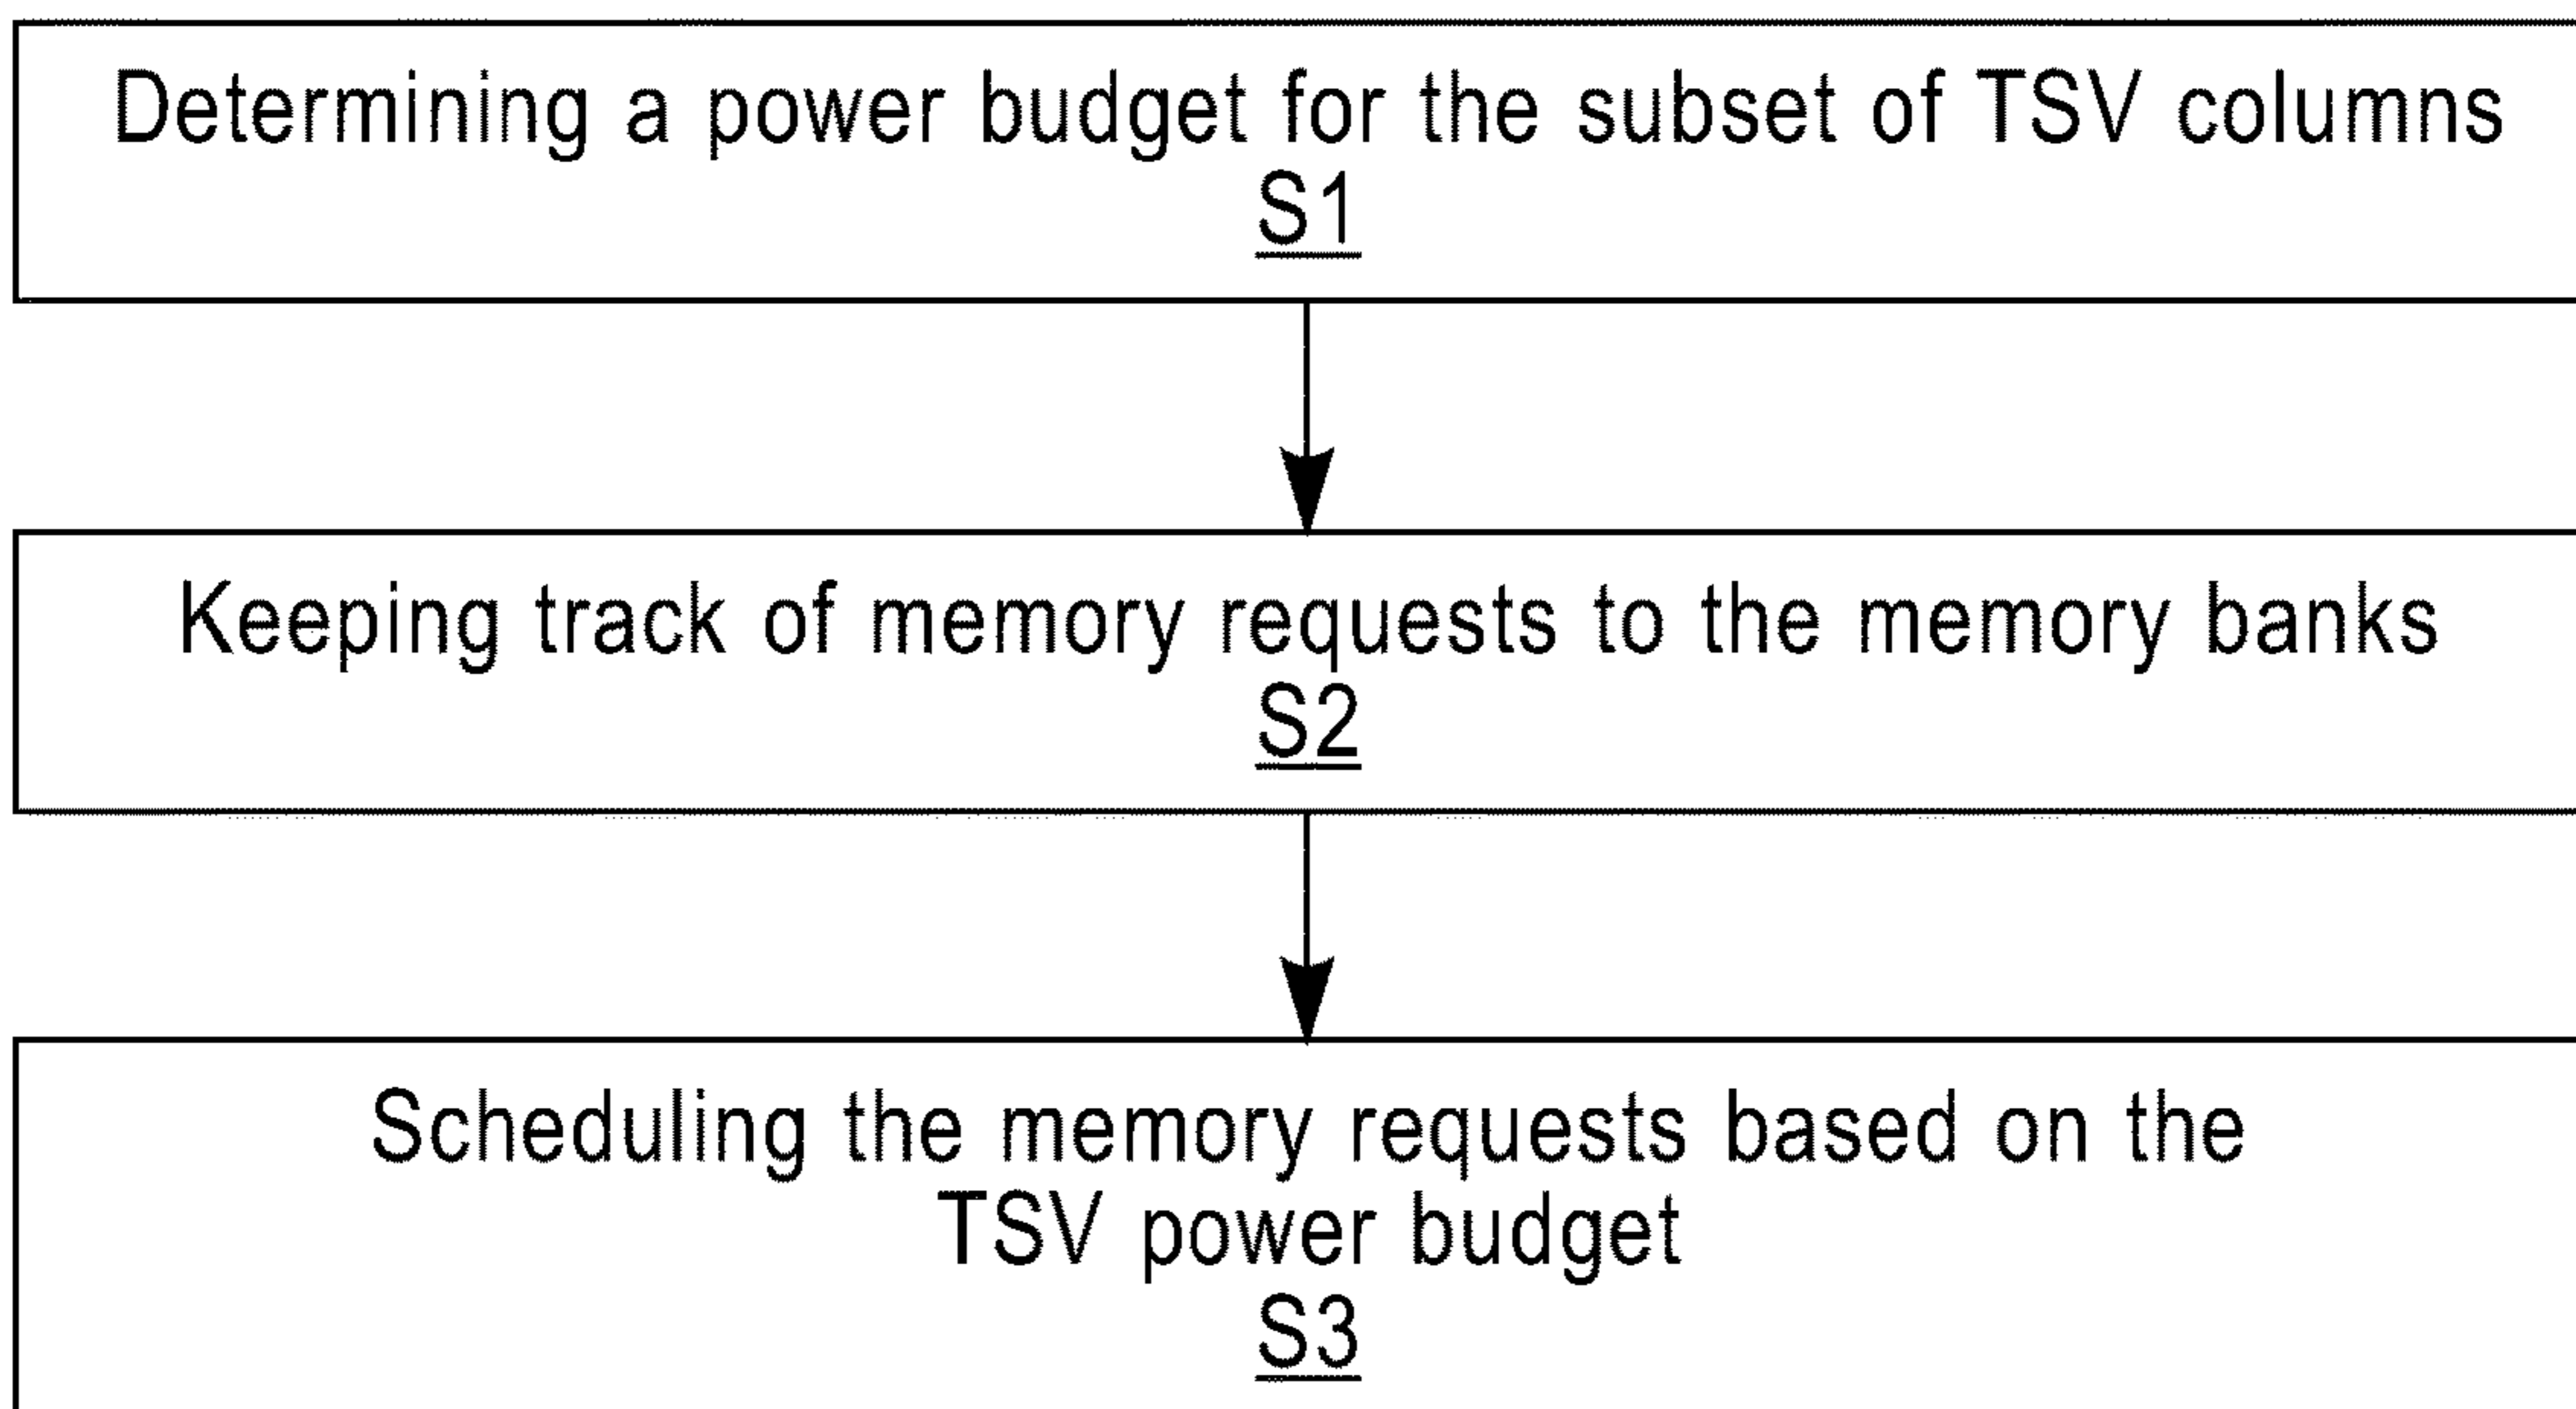 Determining a power budget for the subset of TSV columns
S1
Keeping track of memory requests to the memory banks
S2
Scheduling the memory requests based on the
TSV power budget
S3